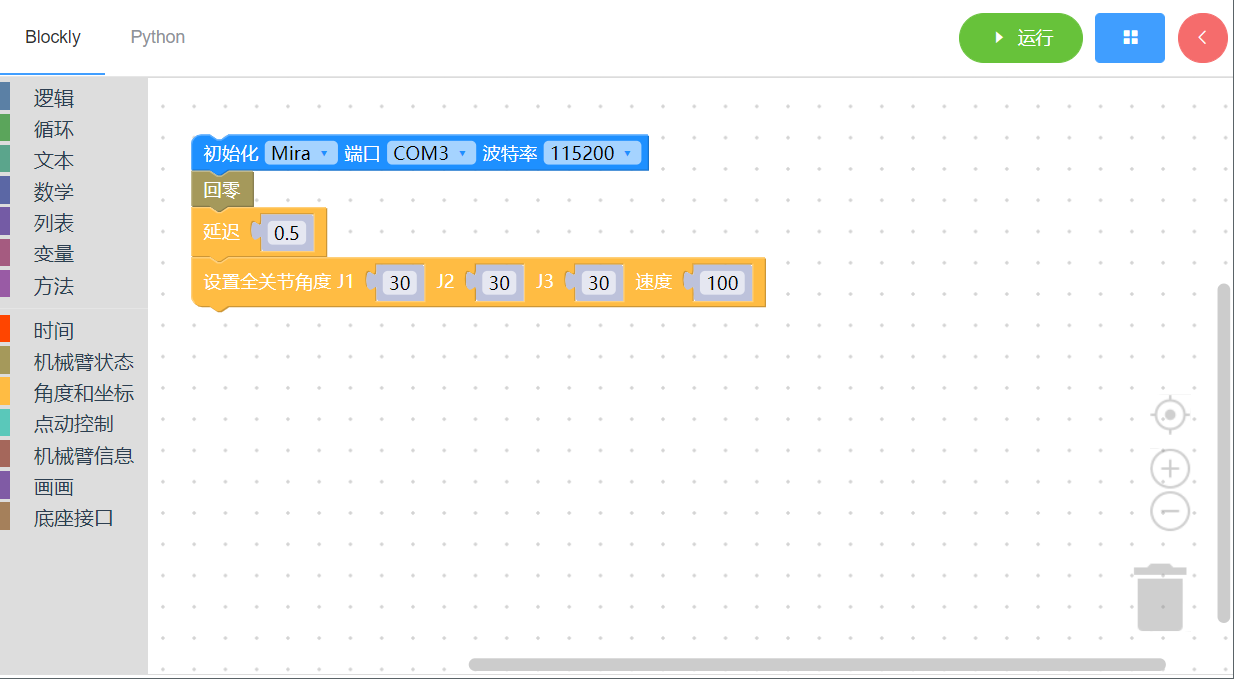 Blockly Python 运行
逻辑
循环
文本
数学
列表
变量
方法
时间
机械臂状态
角度和坐标
点动控制
机械臂信息
画画
底座接口
初始化 Mira 端口 COM3 波特率 115200
回零
延迟 0.5
设置全关节角度 J1 30 J2 30 J3 30 速度 100